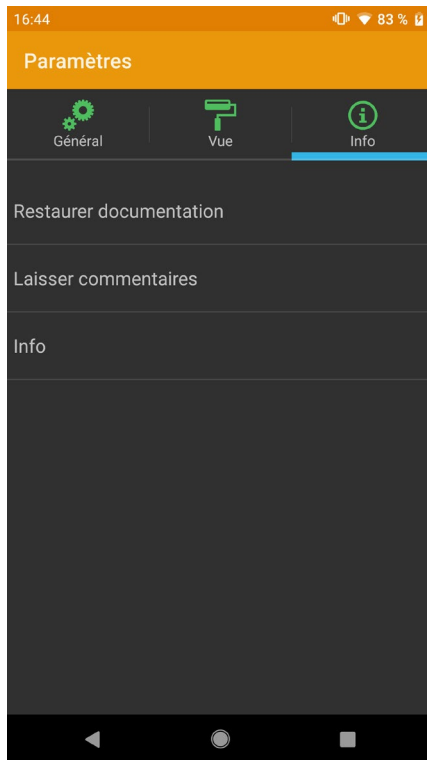 16:44 83 %
Paramètres
Général Vue Info
Restaurer documentation
Laisser commentaires
Info